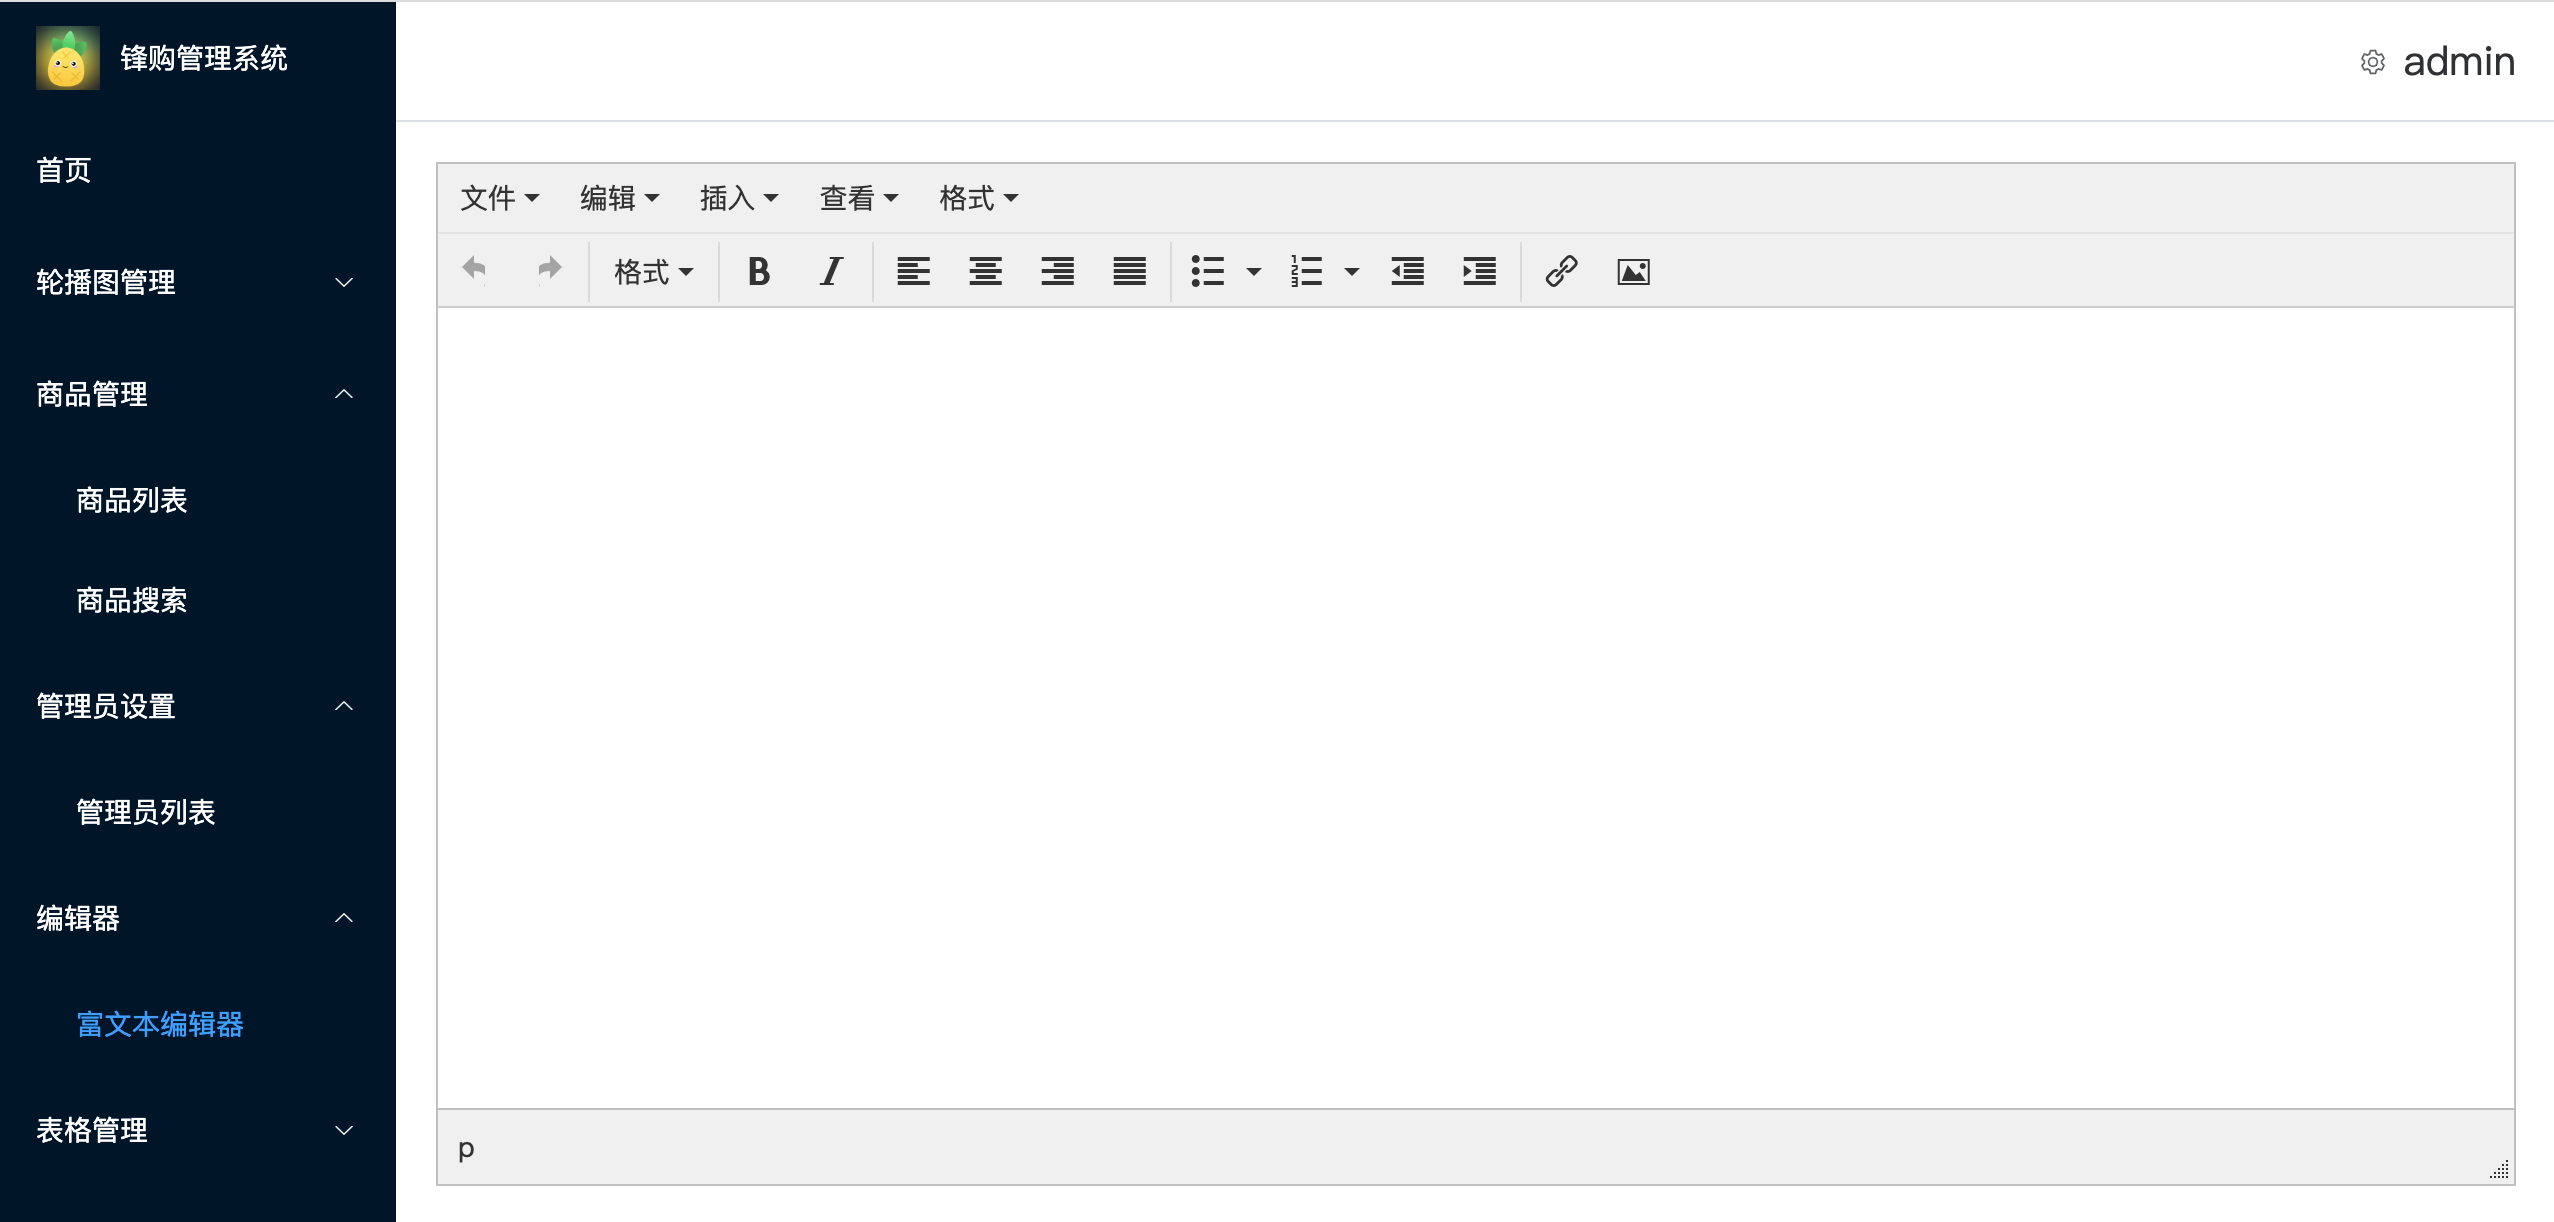 锋购管理系统
admin
首页
轮播图管理
商品管理
商品列表
商品搜索
管理员设置
管理员列表
编辑器
富文本编辑器
表格管理
文件 编辑 插入 查看 格式
格式 B I
p